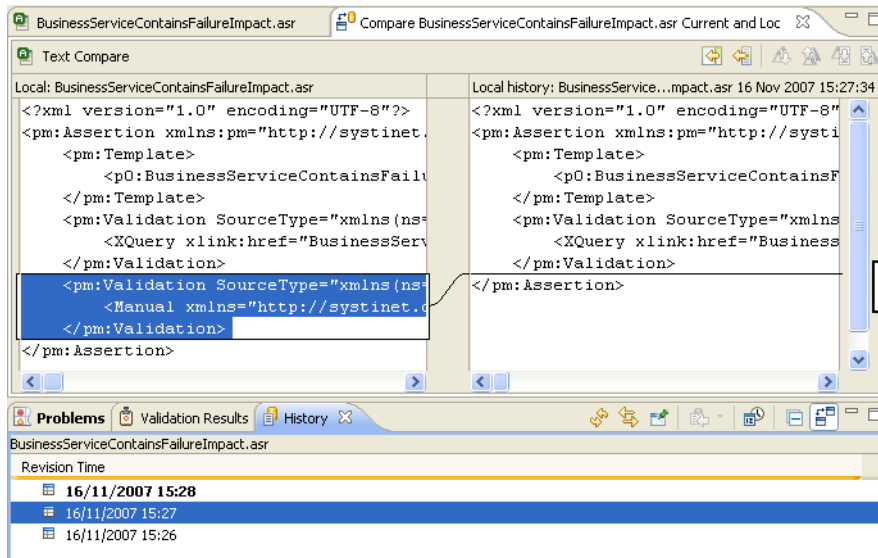 BusinessServiceContainsFailureImpact.asr
Compare BusinessServiceContainsFailureImpact.asr Current and Loc
Text Compare
Local: BusinessServiceContainsFailureImpact.asr
<?xml version="1.0" encoding="UTF-8"?>
<pm:Assertion xmlns:pm="http://systinet.
<pm:Template>
<p0:BusinessServiceContainsFailu
</pm:Template>
<pm:Validation SourceType="xmlns(ns=
<XQuery xlink:href="BusinessServ
</pm:Validation>
<pm:Validation SourceType="xmlns(ns=
<Manual xmlns="http://systinet.c
</pm:Validation>
</pm:Assertion>
Local history: BusinessService...mpact.asr 16 Nov 2007 15:27:34
<?xml version="1.0" encoding="UTF-8"
<pm:Assertion xmlns:pm="http://systi
<pm:Template>
<p0:BusinessServiceContainsF
</pm:Template>
<pm:Validation SourceType="xmlns
<XQuery xlink:href="Business
</pm:Validation>
</pm:Assertion>
Problems
Validation Results
History
BusinessServiceContainsFailureImpact.asr
Revision Time
16/11/2007 15:28
16/11/2007 15:27
16/11/2007 15:26